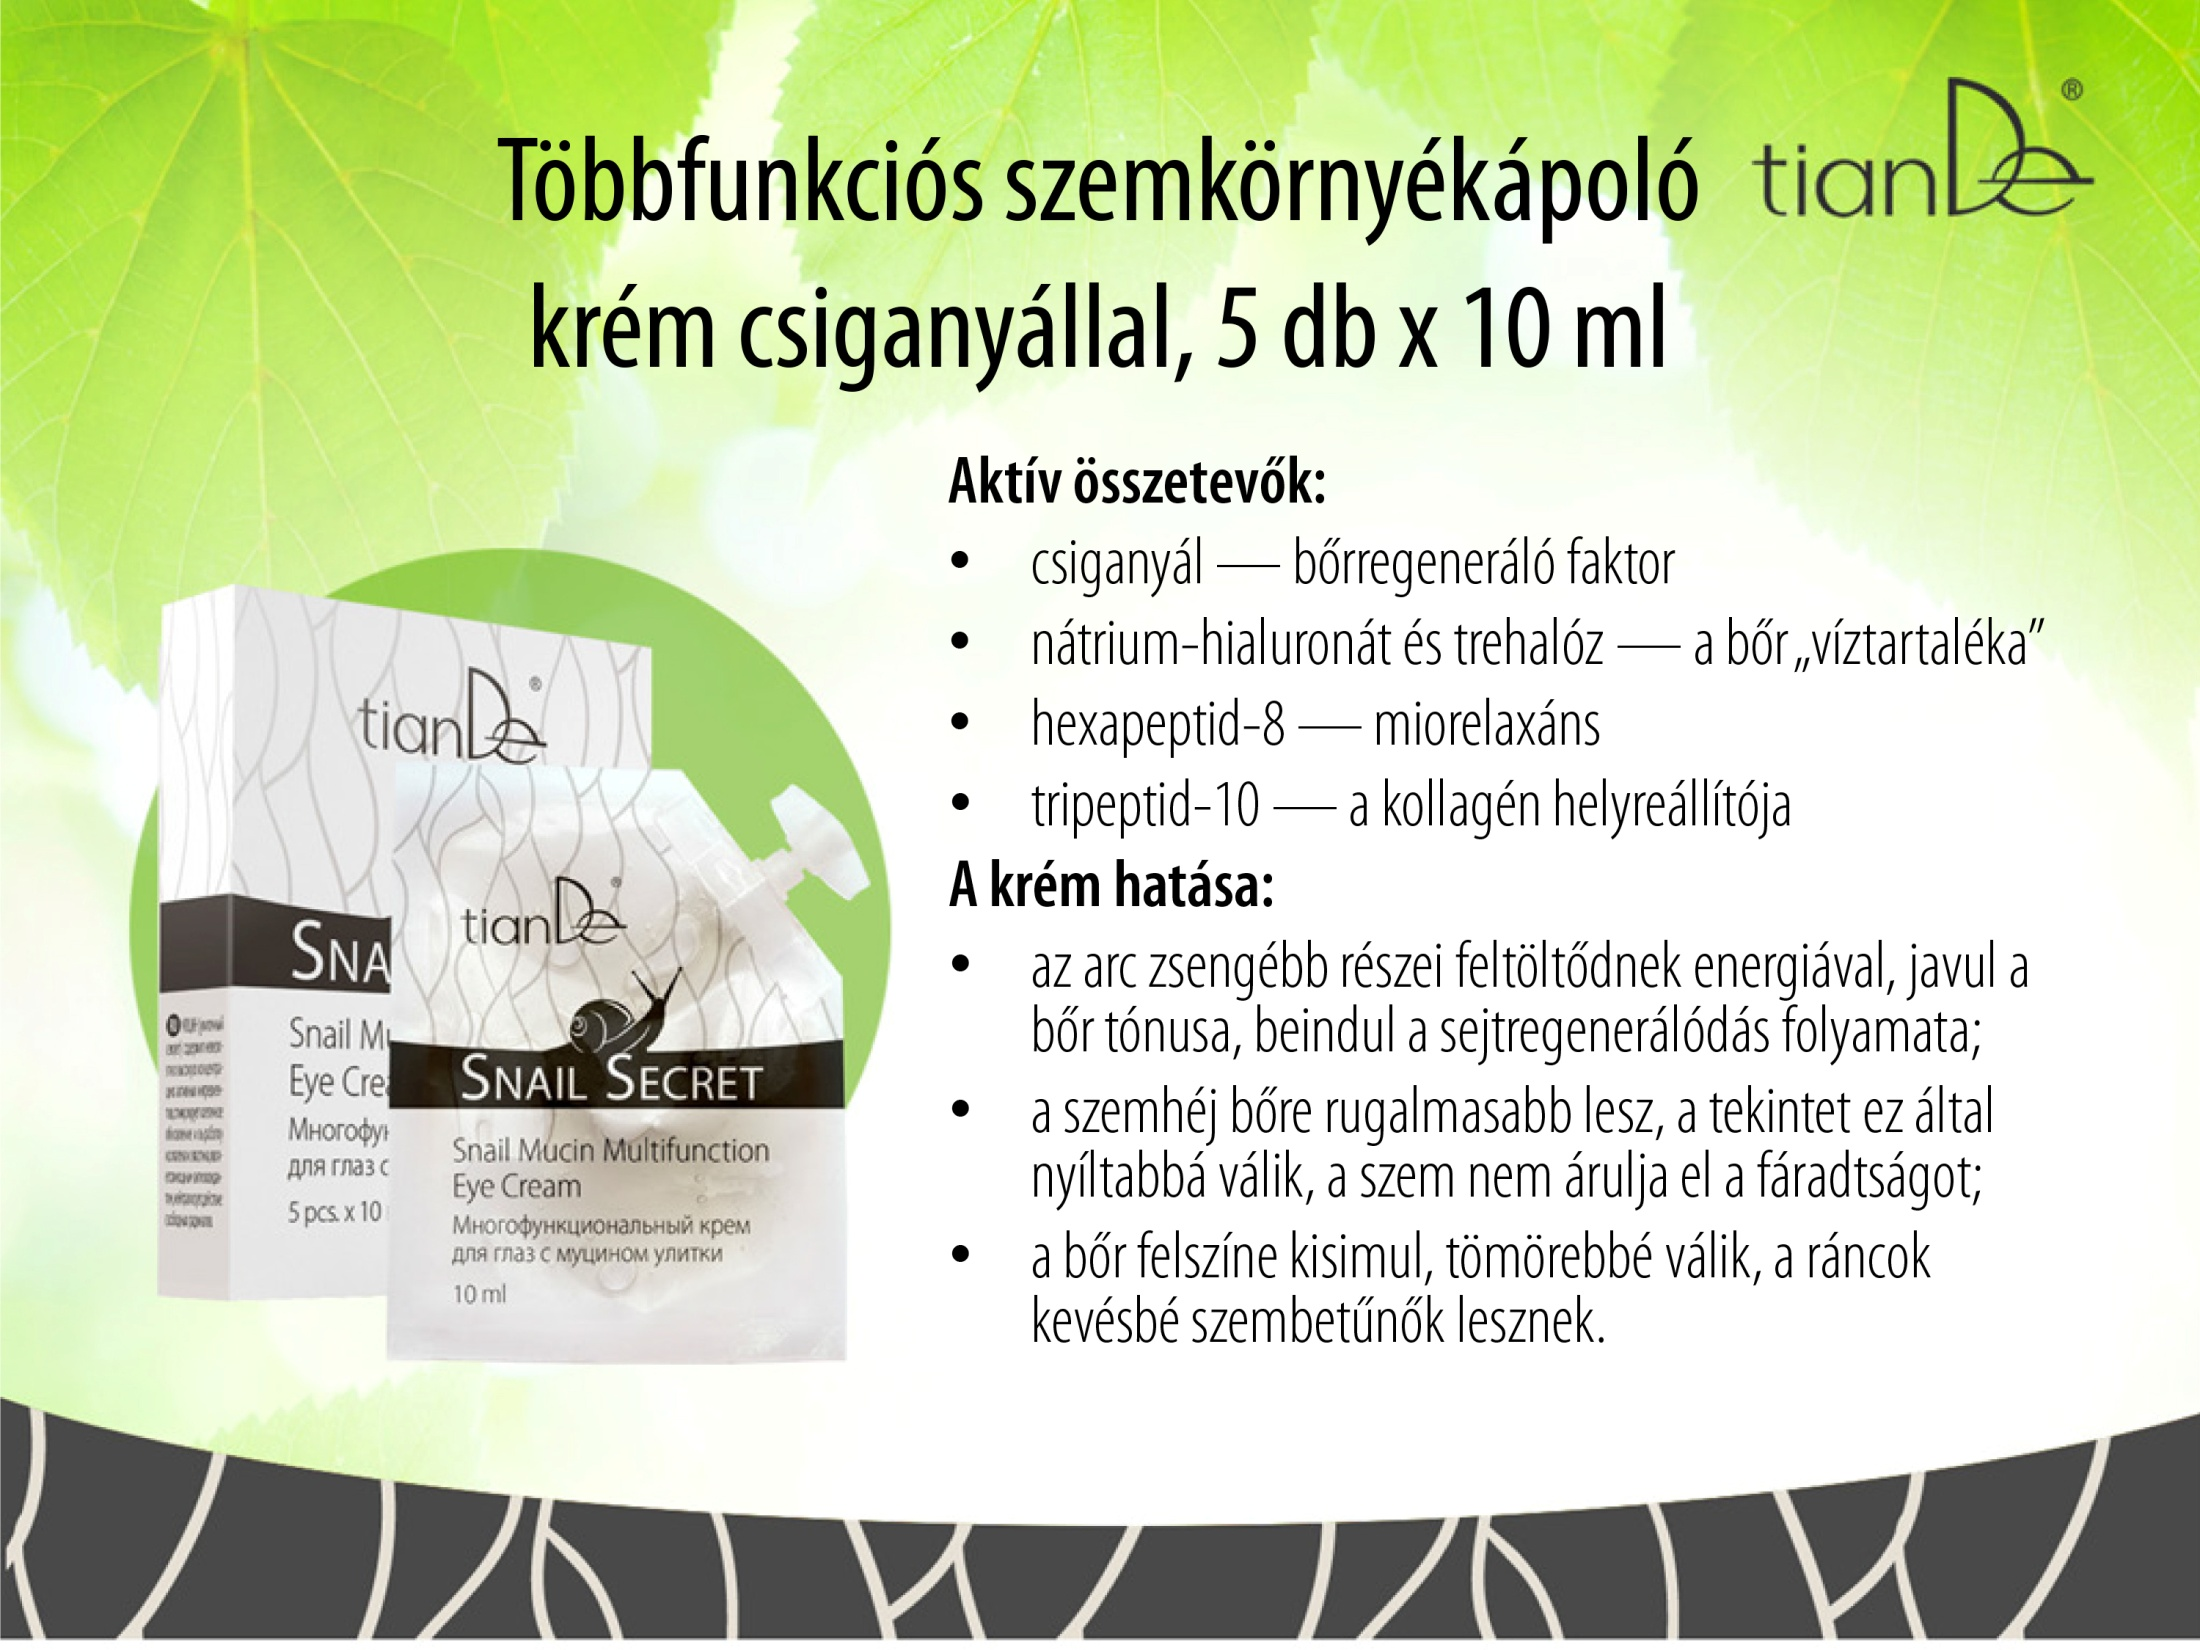 Többfunkciós szemkörnyékápoló
krém csiganyállal, 5 db x 10 ml
tianDe®
Aktív összetevők:
• csiganyál — bőrregeneráló faktor
• nátrium-hialuronát és trehalóz — a bőr „víztartaléka”
• hexapeptid-8 — miorelaxáns
• tripeptid-10 — a kollagén helyreállítója
A krém hatása:
• az arc zsengébb részei feltöltődnek energiával, javul a
bőr tónusa, beindul a sejtregenerálódás folyamata;
• a szemhéj bőre rugalmasabb lesz, a tekintet ez által
nyíltabbá válik, a szem nem árulja el a fáradtságot;
• a bőr felszíne kisimul, tömörebbé válik, a ráncok
kevésbé szembetűnők lesznek.
tianDe®
SNA
Snail Mu
Eye Crea
Многофун
для глаз с
5 pcs. x 10
tianDe®
SNAIL SECRET
Snail Mucin Multifunction
Eye Cream
Многофункциональный крем
для глаз с муцином улитки
10 ml